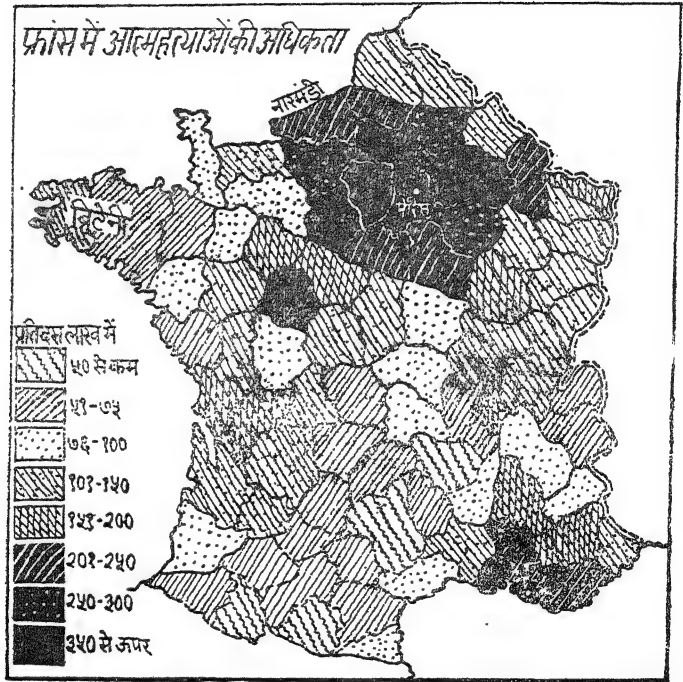 फ्रांस में आत्महत्याओं की अधिकता
नारमंडी
पेरिस
प्रतिदस लाख में
५० से कम
५१-७५
७६-१००
१०१-१५०
१५१-२००
२०१-२५०
२५०-३००
३५० से ऊपर